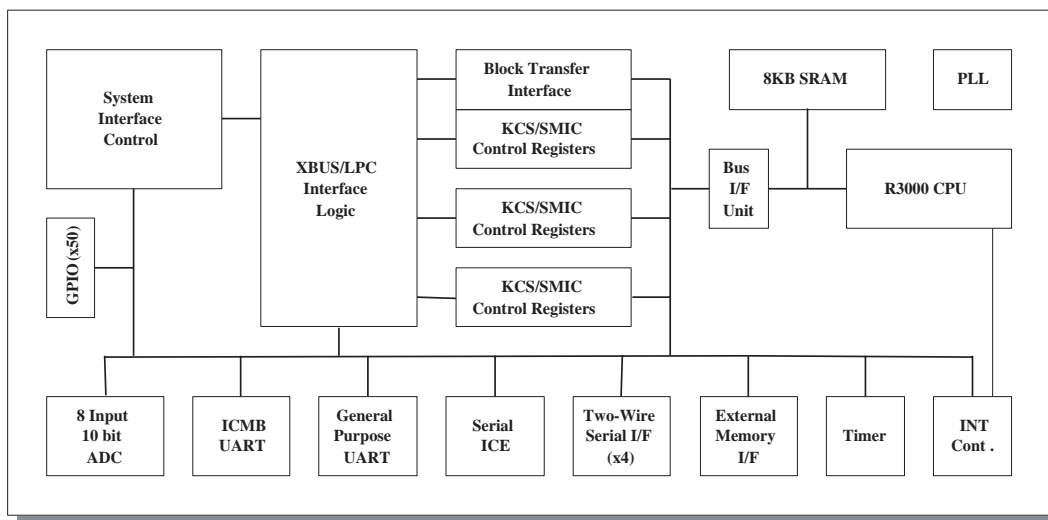 System
Interface
Control
XBUS/LPC
Interface
Logic
Block Transfer
Interface
KCS/SMIC
Control Registers
KCS/SMIC
Control Registers
KCS/SMIC
Control Registers
8KB SRAM
PLL
Bus
I/F
Unit
R3000 CPU
GPIO (x50)
8 Input
10 bit
ADC
ICMB
UART
General
Purpose
UART
Serial
ICE
Two-Wire
Serial I/F
(x4)
External
Memory
I/F
Timer
INT
Cont .